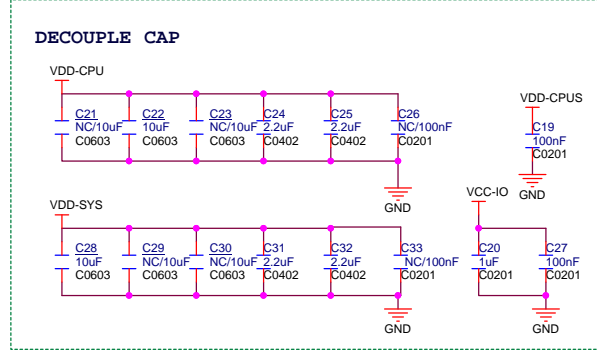 DECOUPLE CAP
VDD-CPU
C21
NC/10uF
C0603
C22
10uF
C0603
C23
NC/10uF
C0603
C24
2.2uF
C0402
C25
2.2uF
C0402
C26
NC/100nF
C0201
GND
VDD-CPUS
C19
100nF
C0201
GND
VDD-SYS
C28
10uF
C0603
C29
NC/10uF
C0603
C30
NC/10uF
C0603
C31
2.2uF
C0402
C32
2.2uF
C0402
C33
NC/100nF
C0201
GND
VCC-IO
C20
1uF
C0201
C27
100nF
C0201
GND